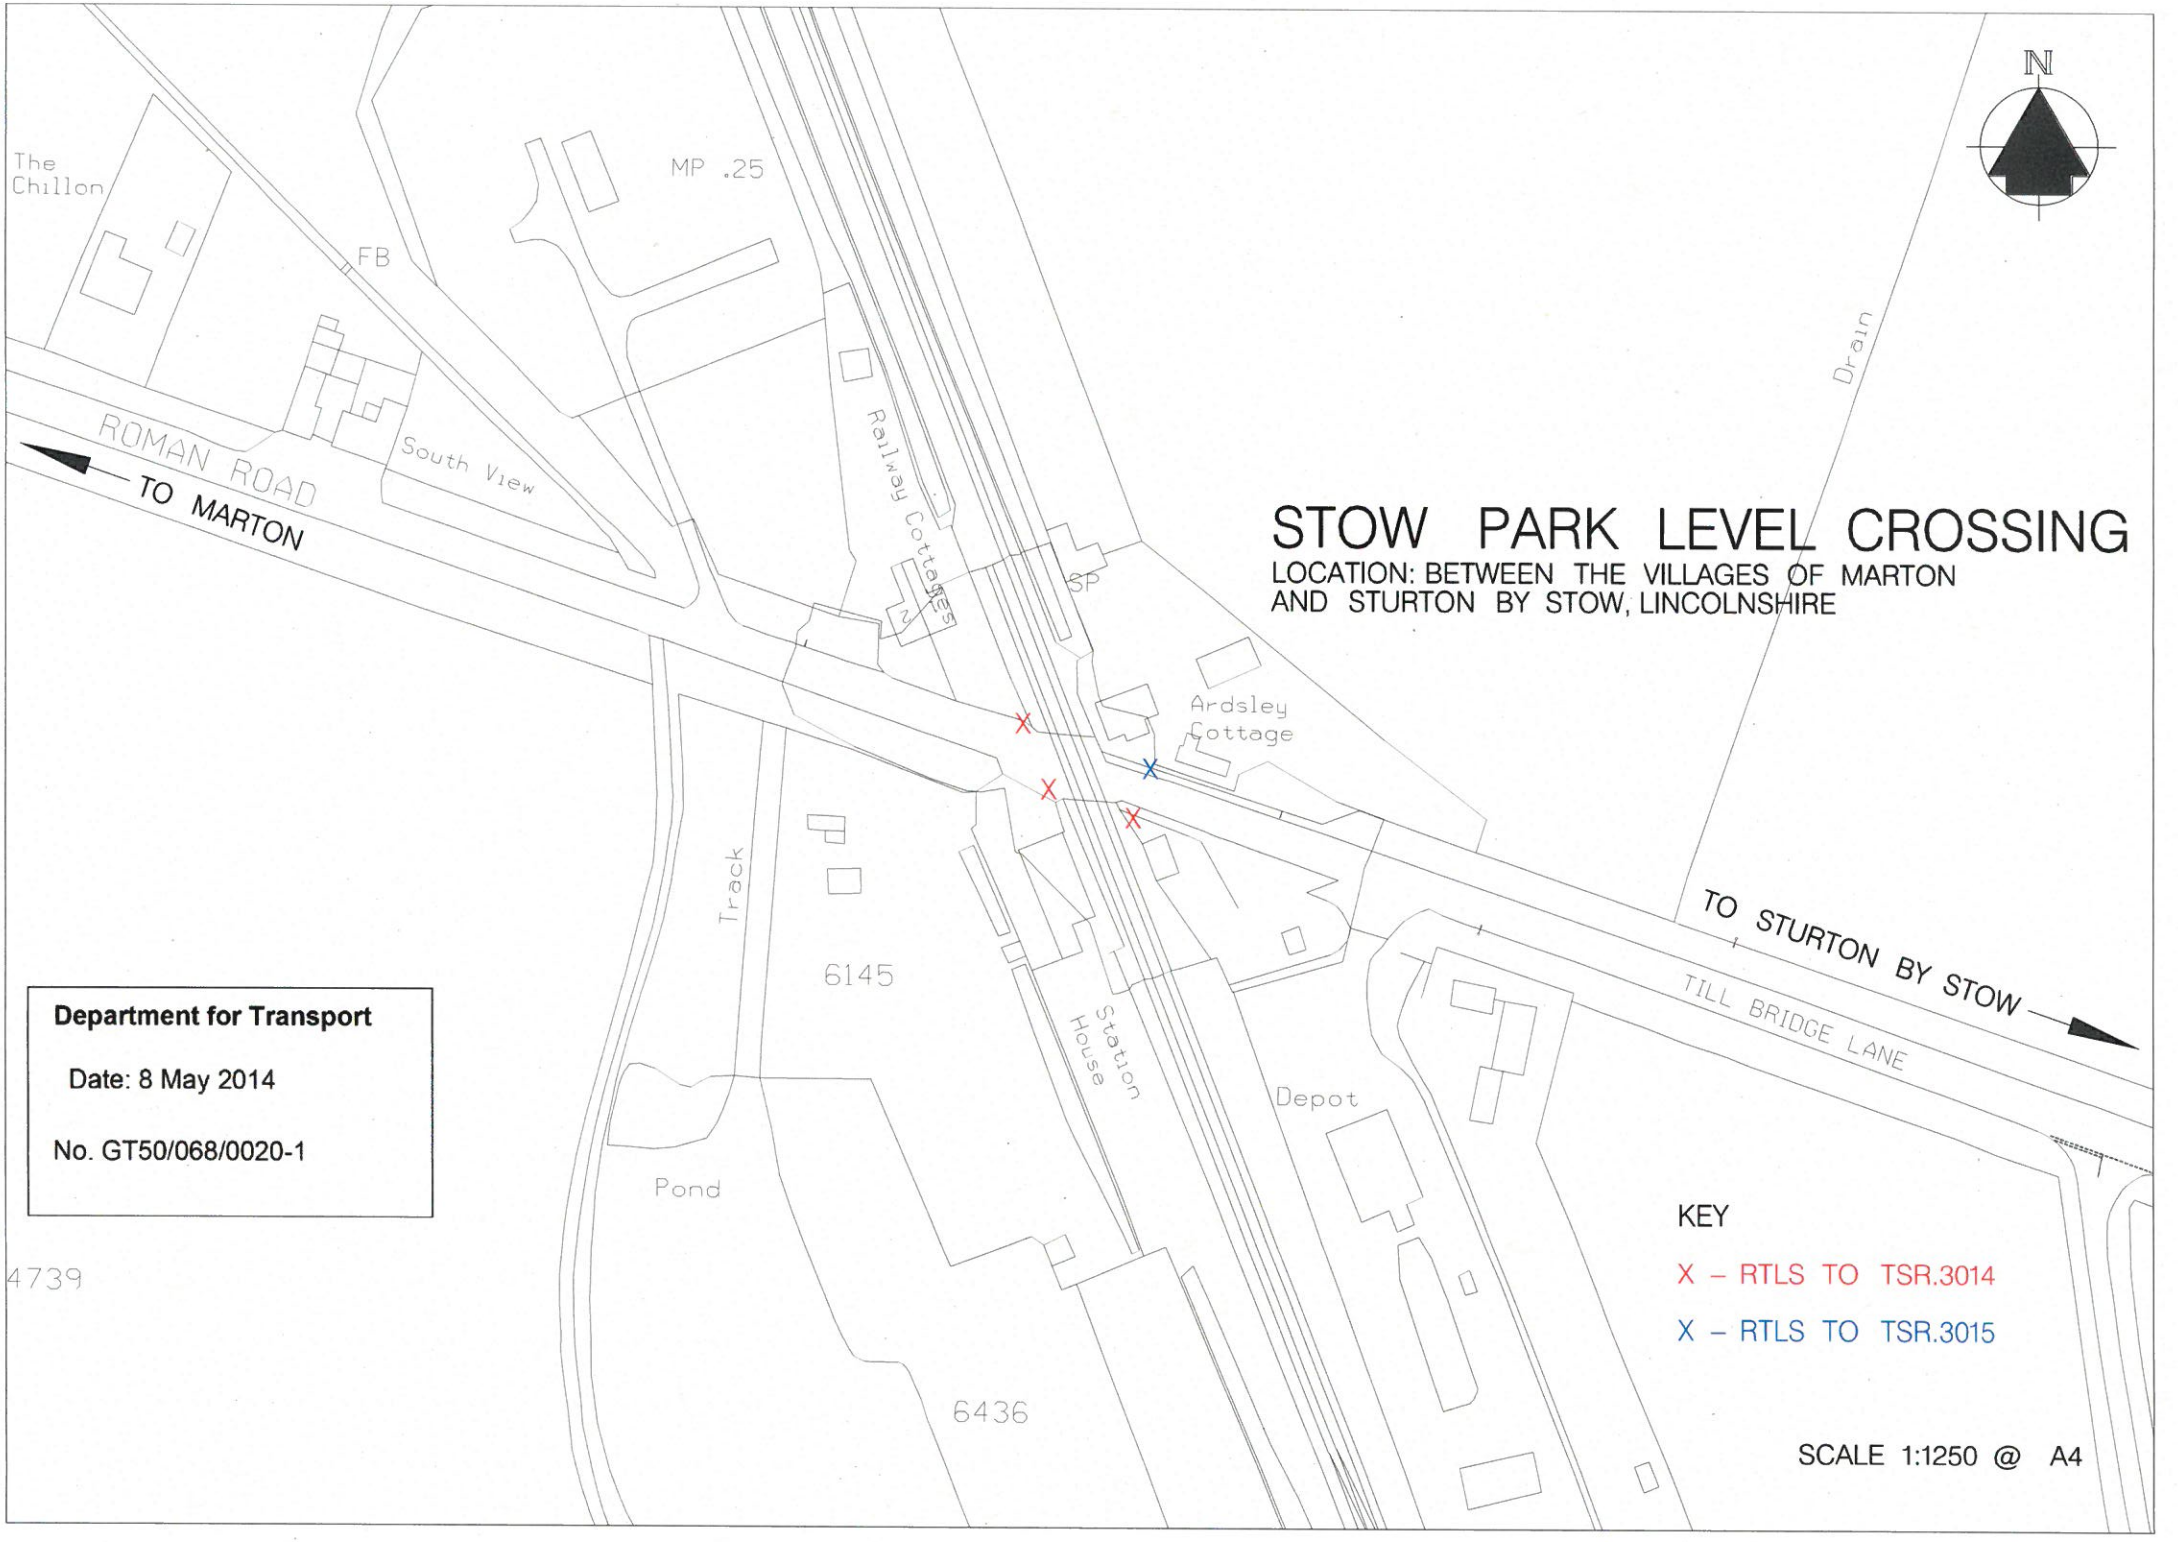 N
The
Chillon
MP .25
FB
Drain
ROMAN ROAD
South View
TO MARTON
Railway Cottages
2
SP
STOW PARK LEVEL CROSSING
LOCATION: BETWEEN THE VILLAGES OF MARTON
AND STURTON BY STOW, LINCOLNSHIRE
Ardsley
Cottage
X
X
X
X
Track
6145
TO STURTON BY STOW
TILL BRIDGE LANE
Station
House
Depot
Department for Transport
Date: 8 May 2014
No. GT50/068/0020-1
Pond
4739
6436
KEY
X – RTLS TO TSR.3014
X – RTLS TO TSR.3015
SCALE 1:1250 @ A4